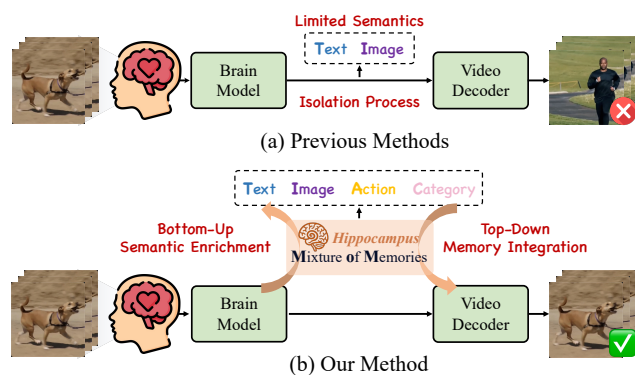 Limited Semantics
Text Image
Brain
Model
Video
Decoder
Isolation Process
(a) Previous Methods
Text Image Action Category
Bottom-Up
Semantic Enrichment
Hippocampus
Mixture of Memories
Top-Down
Memory Integration
Brain
Model
Video
Decoder
(b) Our Method